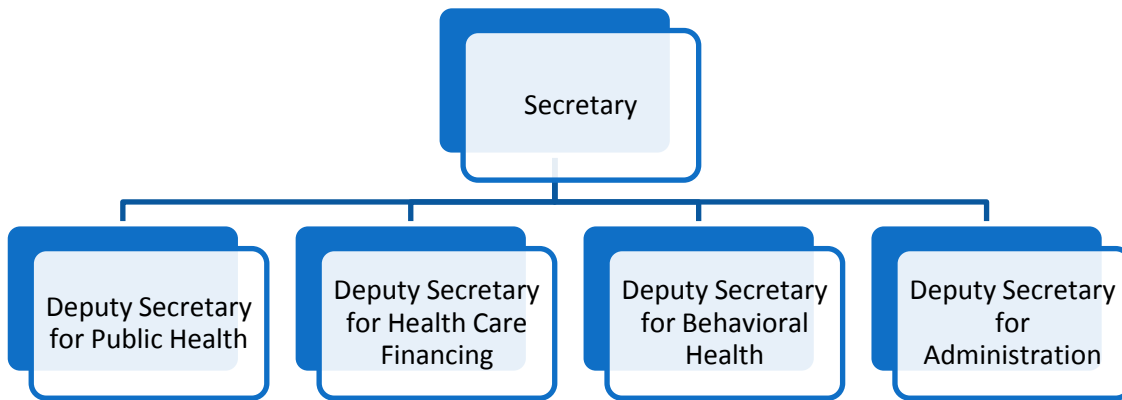 Secretary
Deputy Secretary
for Public Health
Deputy Secretary
for Health Care
Financing
Deputy Secretary
for Behavioral
Health
Deputy Secretary
for
Administration